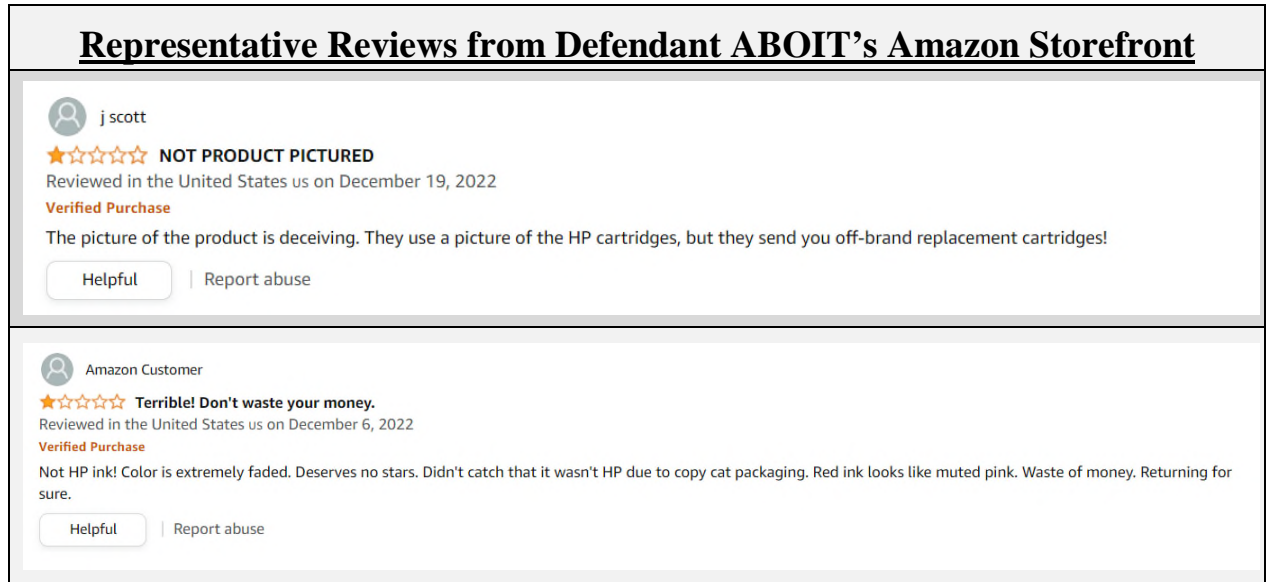 Representative Reviews from Defendant ABOIT’s Amazon Storefront
j scott
NOT PRODUCT PICTURED
Reviewed in the United States us on December 19, 2022
Verified Purchase
The picture of the product is deceiving. They use a picture of the HP cartridges, but they send you off-brand replacement cartridges!
Helpful | Report abuse
Amazon Customer
Terrible! Don't waste your money.
Reviewed in the United States us on December 6, 2022
Verified Purchase
Not HP ink! Color is extremely faded. Deserves no stars. Didn't catch that it wasn't HP due to copy cat packaging. Red ink looks like muted pink. Waste of money. Returning for
sure.
Helpful | Report abuse